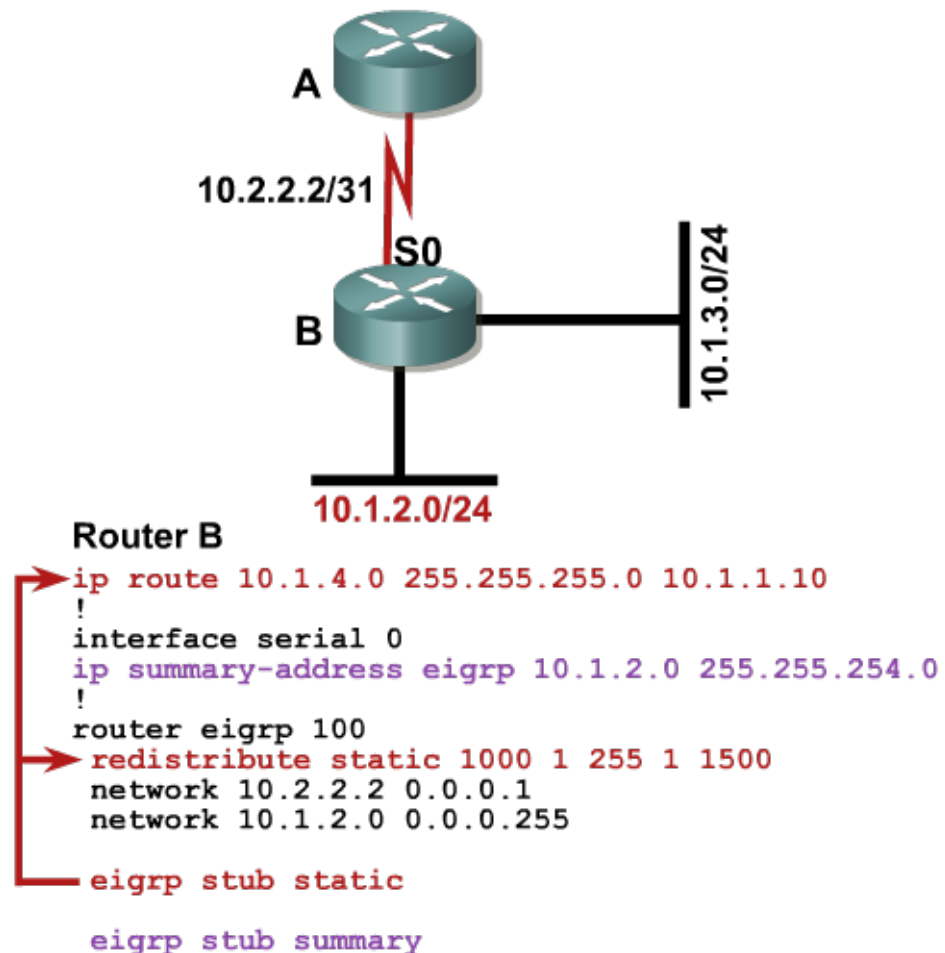 A
10.2.2.2/31
S0
B
10.1.3.0/24
10.1.2.0/24
Router B
ip route 10.1.4.0 255.255.255.0 10.1.1.10
!
interface serial 0
ip summary-address eigrp 10.1.2.0 255.255.254.0
!
router eigrp 100
redistribute static 1000 1 255 1 1500
network 10.2.2.2 0.0.0.1
network 10.1.2.0 0.0.0.255
eigrp stub static
eigrp stub summary